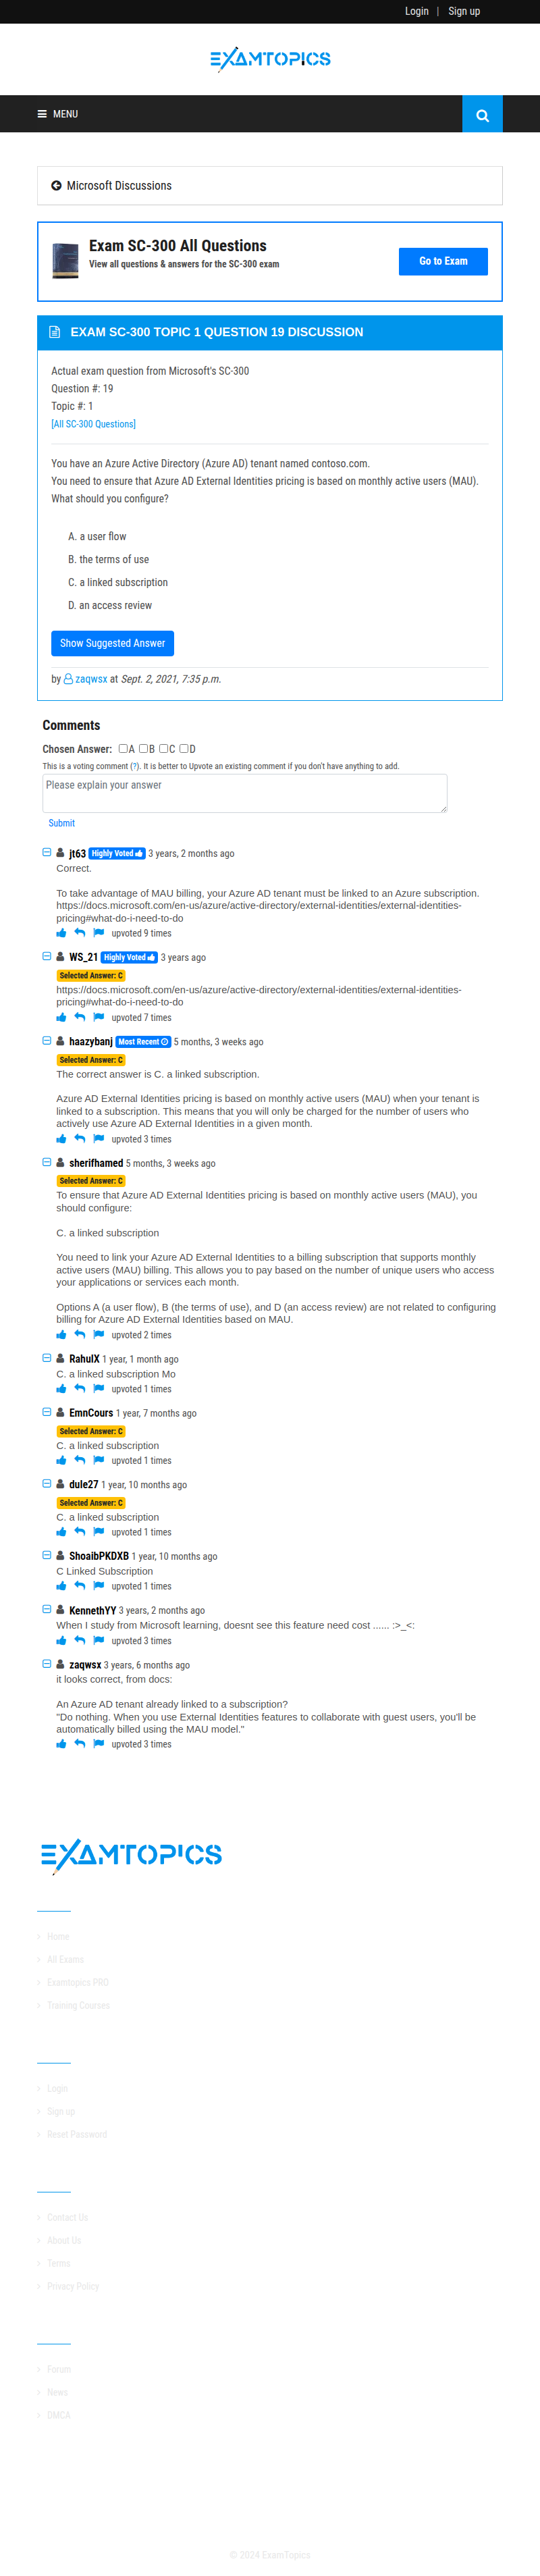 Login | Sign up
EXAMTOPICS
MENU
Microsoft Discussions
Exam SC-300 All Questions
View all questions & answers for the SC-300 exam
Go to Exam
EXAM SC-300 TOPIC 1 QUESTION 19 DISCUSSION
Actual exam question from Microsoft's SC-300
Question #: 19
Topic #: 1
[All SC-300 Questions]
You have an Azure Active Directory (Azure AD) tenant named contoso.com.
You need to ensure that Azure AD External Identities pricing is based on monthly active users (MAU).
What should you configure?
A. a user flow
B. the terms of use
C. a linked subscription
D. an access review
Show Suggested Answer
by zaqwsx at Sept. 2, 2021, 7:35 p.m.
Comments
Chosen Answer: A B C D
This is a voting comment (?). It is better to Upvote an existing comment if you don't have anything to add.
Please explain your answer
Submit
jt63 Highly Voted 3 years, 2 months ago
Correct.
To take advantage of MAU billing, your Azure AD tenant must be linked to an Azure subscription.
https://docs.microsoft.com/en-us/azure/active-directory/external-identities/external-identities-
pricing#what-do-i-need-to-do
upvoted 9 times
WS_21 Highly Voted 3 years ago
Selected Answer: C
https://docs.microsoft.com/en-us/azure/active-directory/external-identities/external-identities-
pricing#what-do-i-need-to-do
upvoted 7 times
haazybanj Most Recent 5 months, 3 weeks ago
Selected Answer: C
The correct answer is C. a linked subscription.
Azure AD External Identities pricing is based on monthly active users (MAU) when your tenant is
linked to a subscription. This means that you will only be charged for the number of users who
actively use Azure AD External Identities in a given month.
upvoted 3 times
sherifhamed 5 months, 3 weeks ago
Selected Answer: C
To ensure that Azure AD External Identities pricing is based on monthly active users (MAU), you
should configure:
C. a linked subscription
You need to link your Azure AD External Identities to a billing subscription that supports monthly
active users (MAU) billing. This allows you to pay based on the number of unique users who access
your applications or services each month.
Options A (a user flow), B (the terms of use), and D (an access review) are not related to configuring
billing for Azure AD External Identities based on MAU.
upvoted 2 times
RahulX 1 year, 1 month ago
C. a linked subscription Mo
upvoted 1 times
EmnCours 1 year, 7 months ago
Selected Answer: C
C. a linked subscription
upvoted 1 times
dule27 1 year, 10 months ago
Selected Answer: C
C. a linked subscription
upvoted 1 times
ShoaibPKDXB 1 year, 10 months ago
C Linked Subscription
upvoted 1 times
KennethYY 3 years, 2 months ago
When I study from Microsoft learning, doesnt see this feature need cost ...... :>_<:
upvoted 3 times
zaqwsx 3 years, 6 months ago
it looks correct, from docs:
An Azure AD tenant already linked to a subscription?
"Do nothing. When you use External Identities features to collaborate with guest users, you'll be
automatically billed using the MAU model."
upvoted 3 times
EXAMTOPICS
Home
All Exams
Examtopics PRO
Training Courses
Login
Sign up
Reset Password
Contact Us
About Us
Terms
Privacy Policy
Forum
News
DMCA
© 2024 ExamTopics